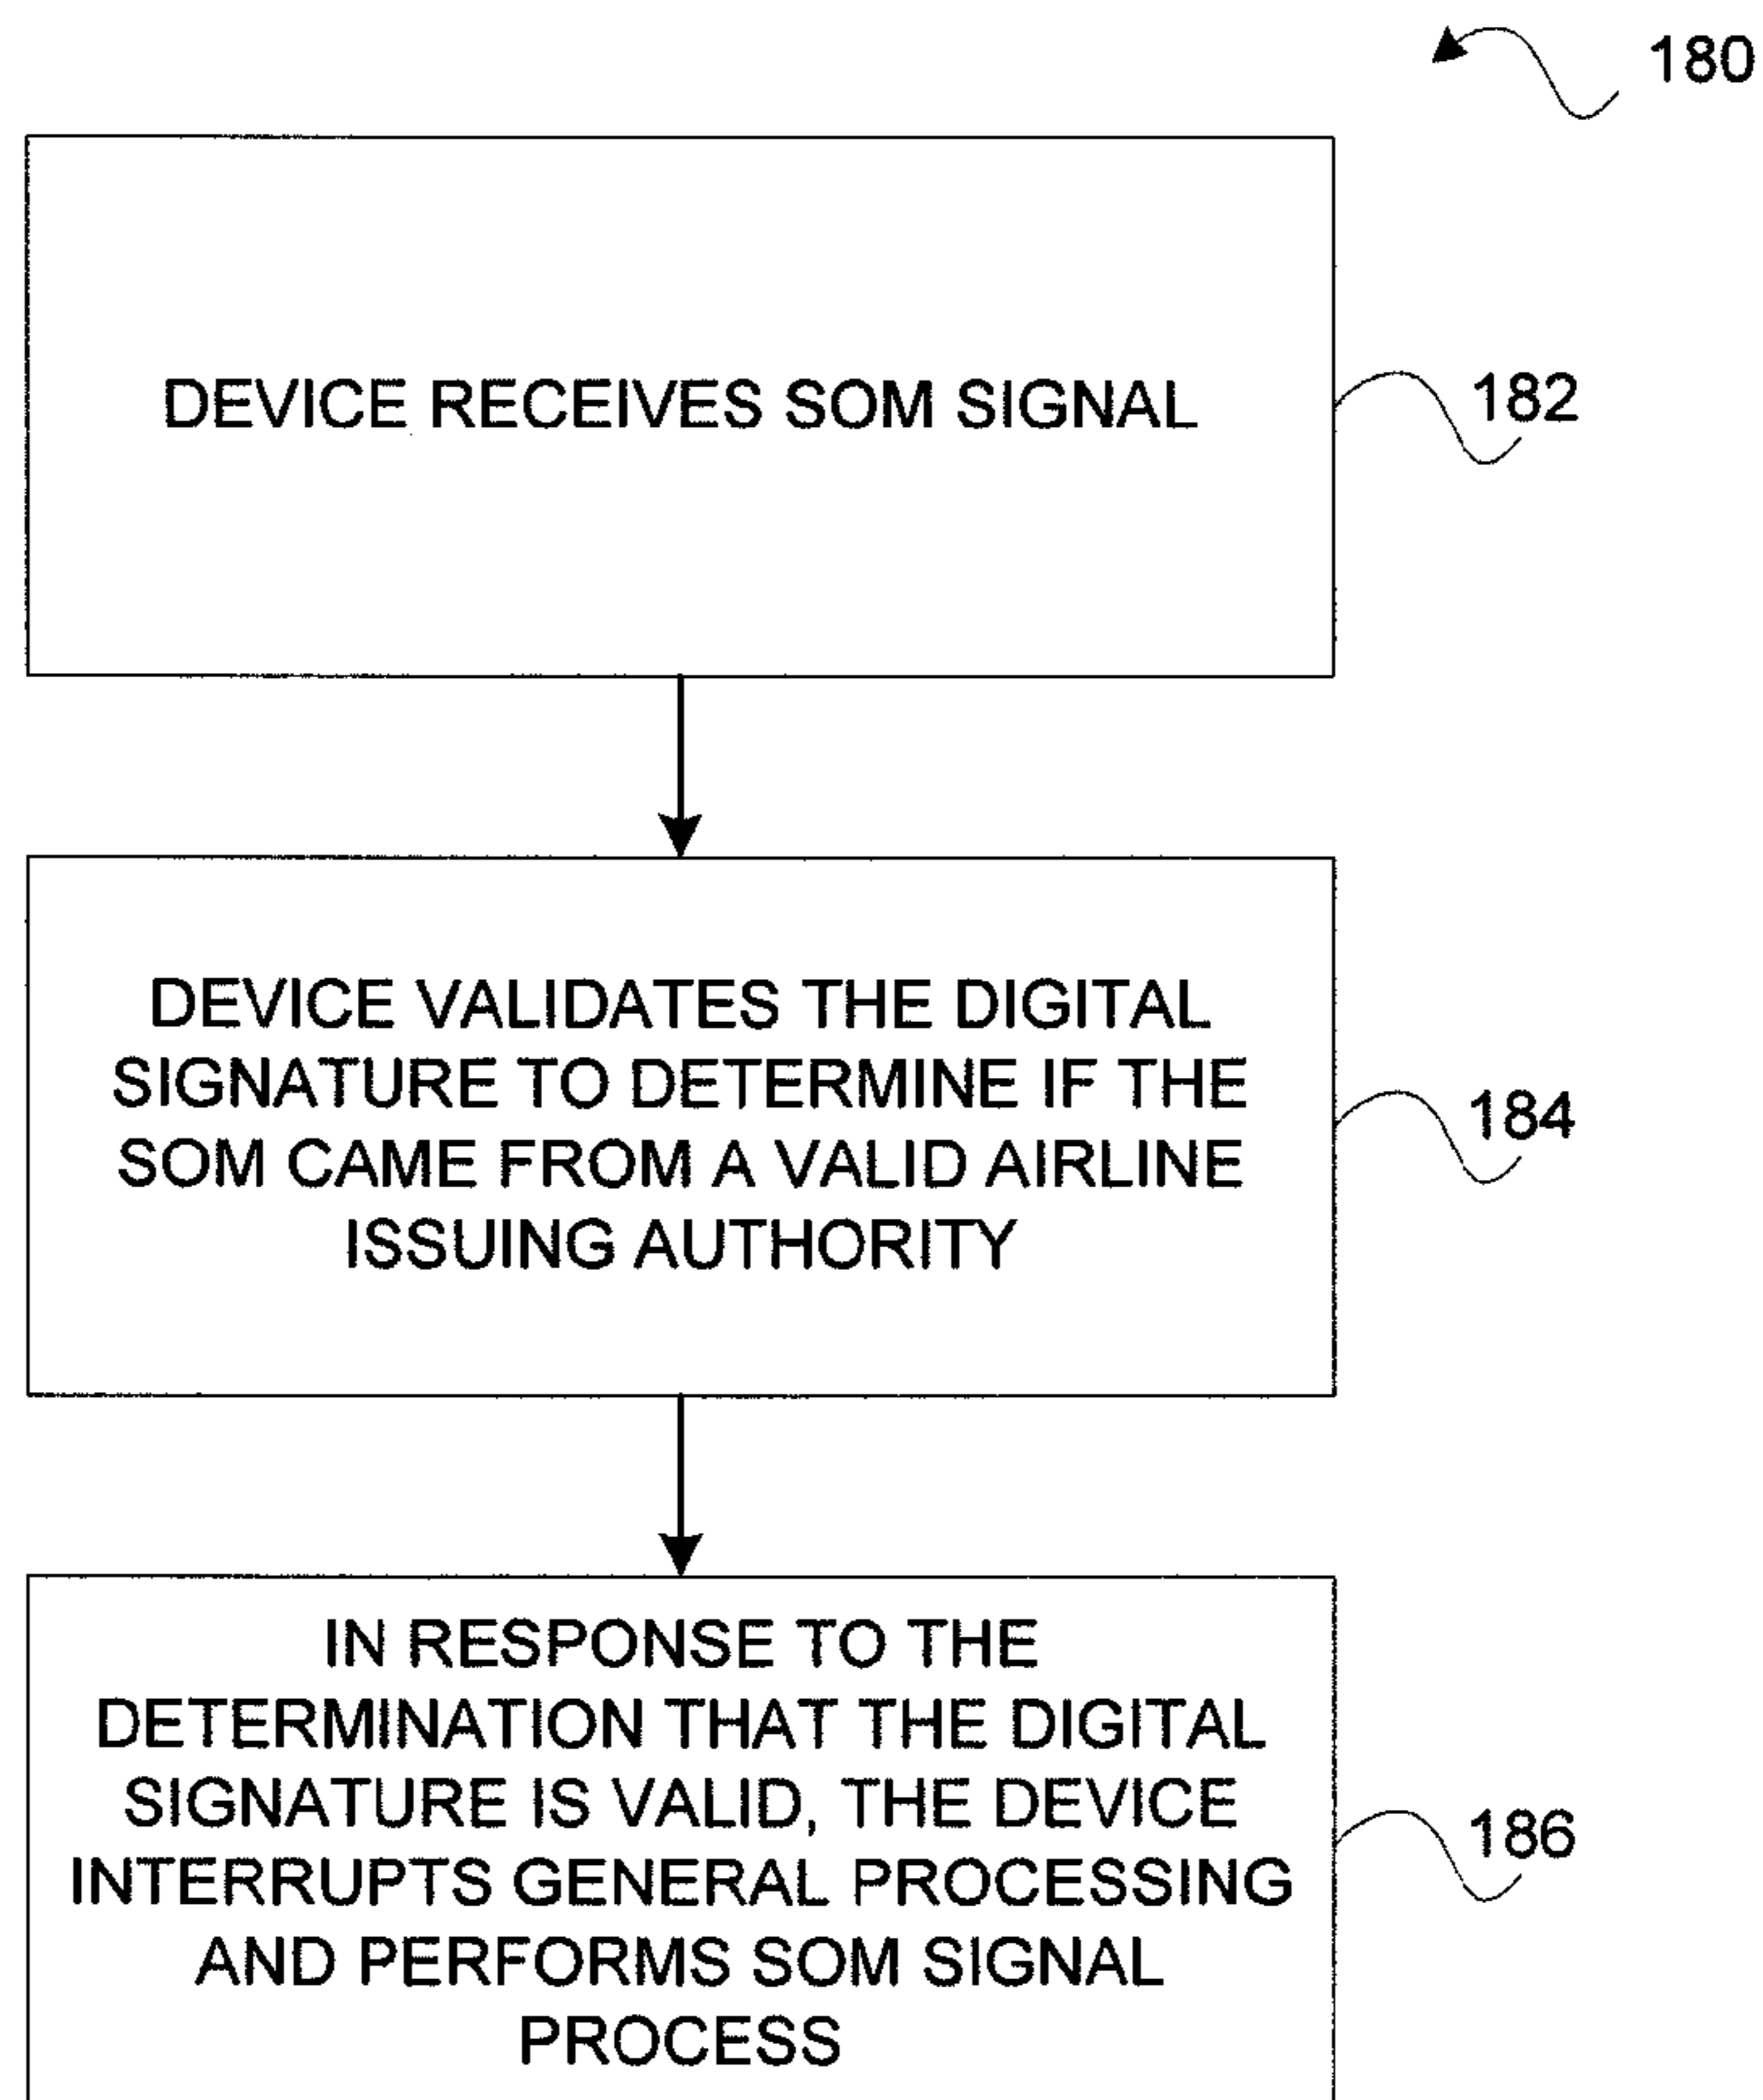 180
DEVICE RECEIVES SOM SIGNAL
182
DEVICE VALIDATES THE DIGITAL
SIGNATURE TO DETERMINE IF THE
SOM CAME FROM A VALID AIRLINE
ISSUING AUTHORITY
184
IN RESPONSE TO THE
DETERMINATION THAT THE DIGITAL
SIGNATURE IS VALID, THE DEVICE
INTERRUPTS GENERAL PROCESSING
AND PERFORMS SOM SIGNAL
PROCESS
186